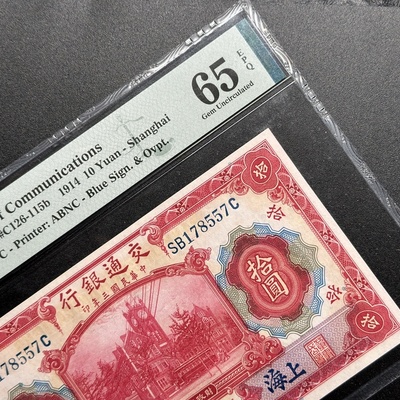 65 EPQ
Gem Uncirculated
Communications
#C126-115b 1914 10 Yuan - Shanghai
C - Printer: ABNC - Blue Sign. & Ovpt.
SB178557C
行銀通交
印年三國民華中
拾圓
拾
拾
拾
上海
78557C